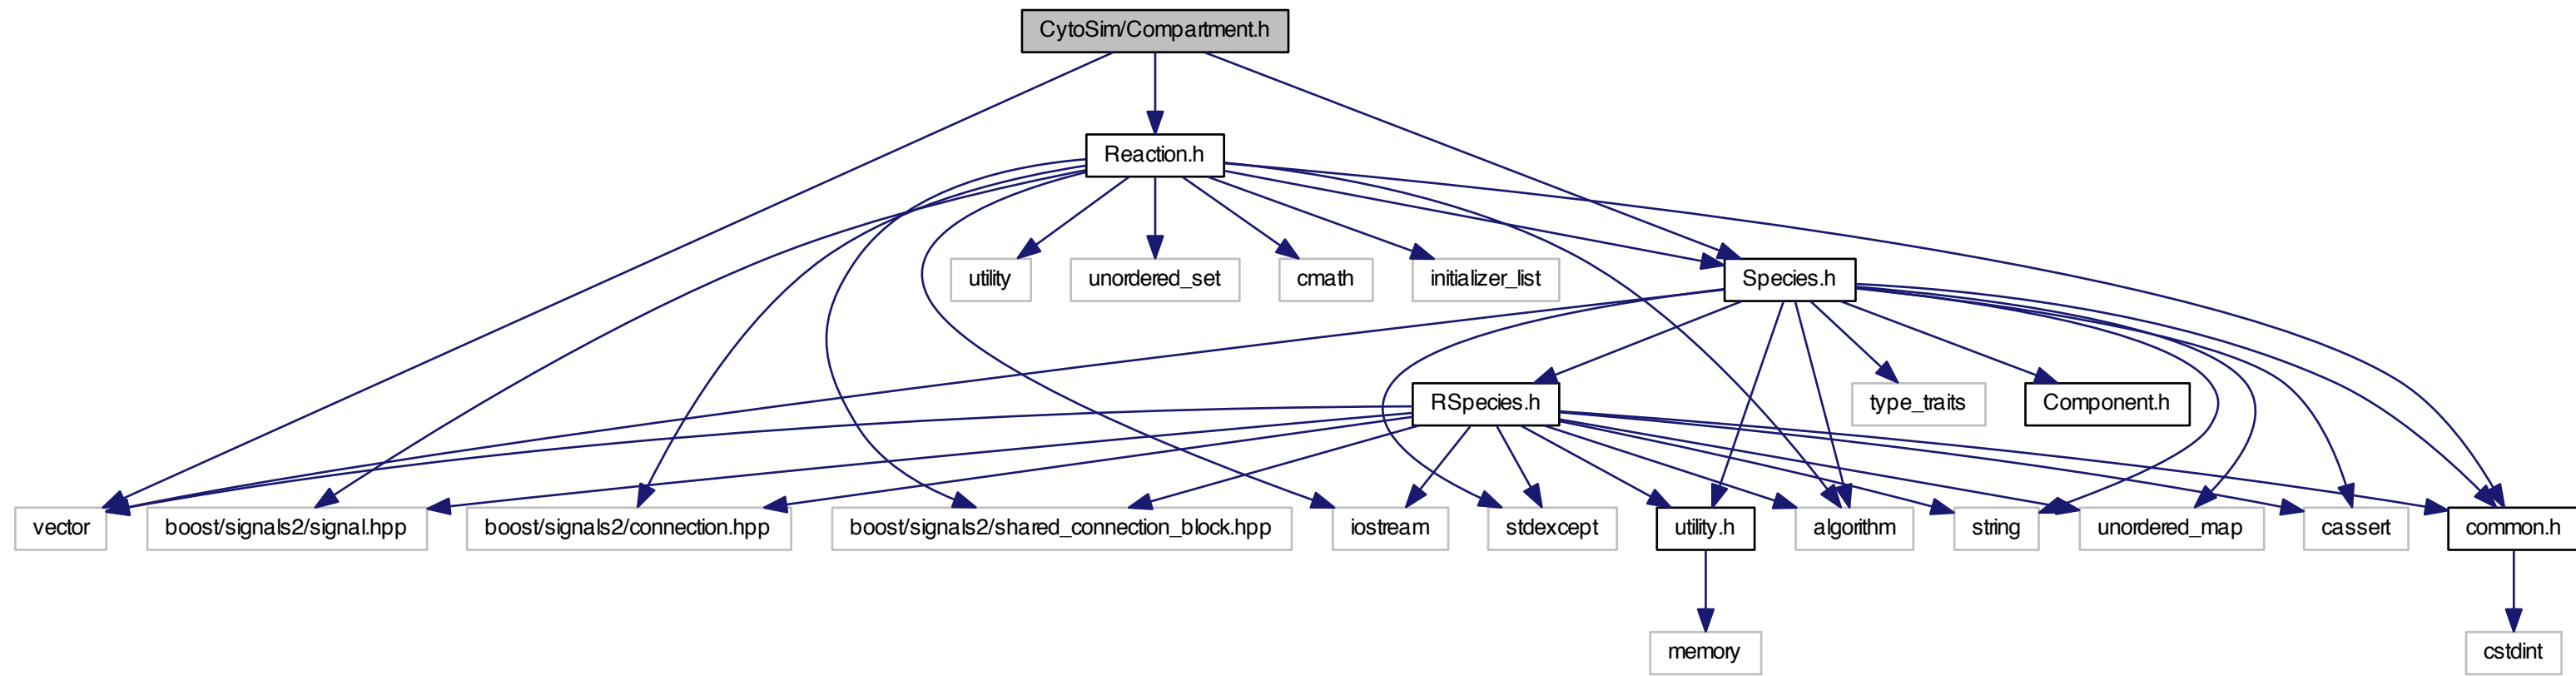 CytoSim/Compartment.h
Reaction.h
utility
unordered_set
cmath
initializer_list
Species.h
RSpecies.h
type_traits
Component.h
vector
boost/signals2/signal.hpp
boost/signals2/connection.hpp
boost/signals2/shared_connection_block.hpp
iostream
stdexcept
utility.h
algorithm
string
unordered_map
cassert
common.h
memory
cstdint